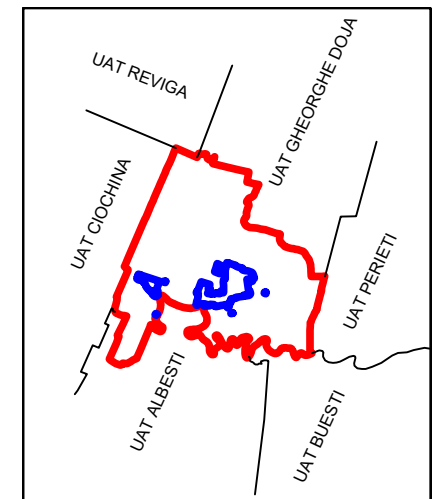 UAT REVIGA
UAT GHEORGHE DOJA
UAT CIOCHINA
UAT PERIETI
UAT ALBESTI
UAT BUESTI